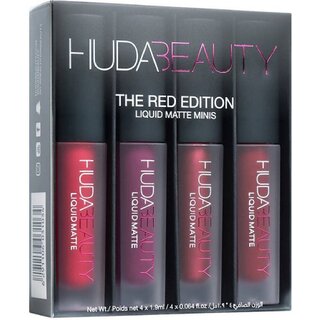 HUDABEAUTY
THE RED EDITION
LIQUID MATTE MINIS
HUDABEAUTY
LIQUID MATTE
HUDABEAUTY
LIQUID MATTE
HUDABEAUTY
LIQUID MATTE
HUDABEAUTY
LIQUID MATTE
Net Wt./ Poids net 4 x 1.9ml / 4 x 0.064 fl.oz